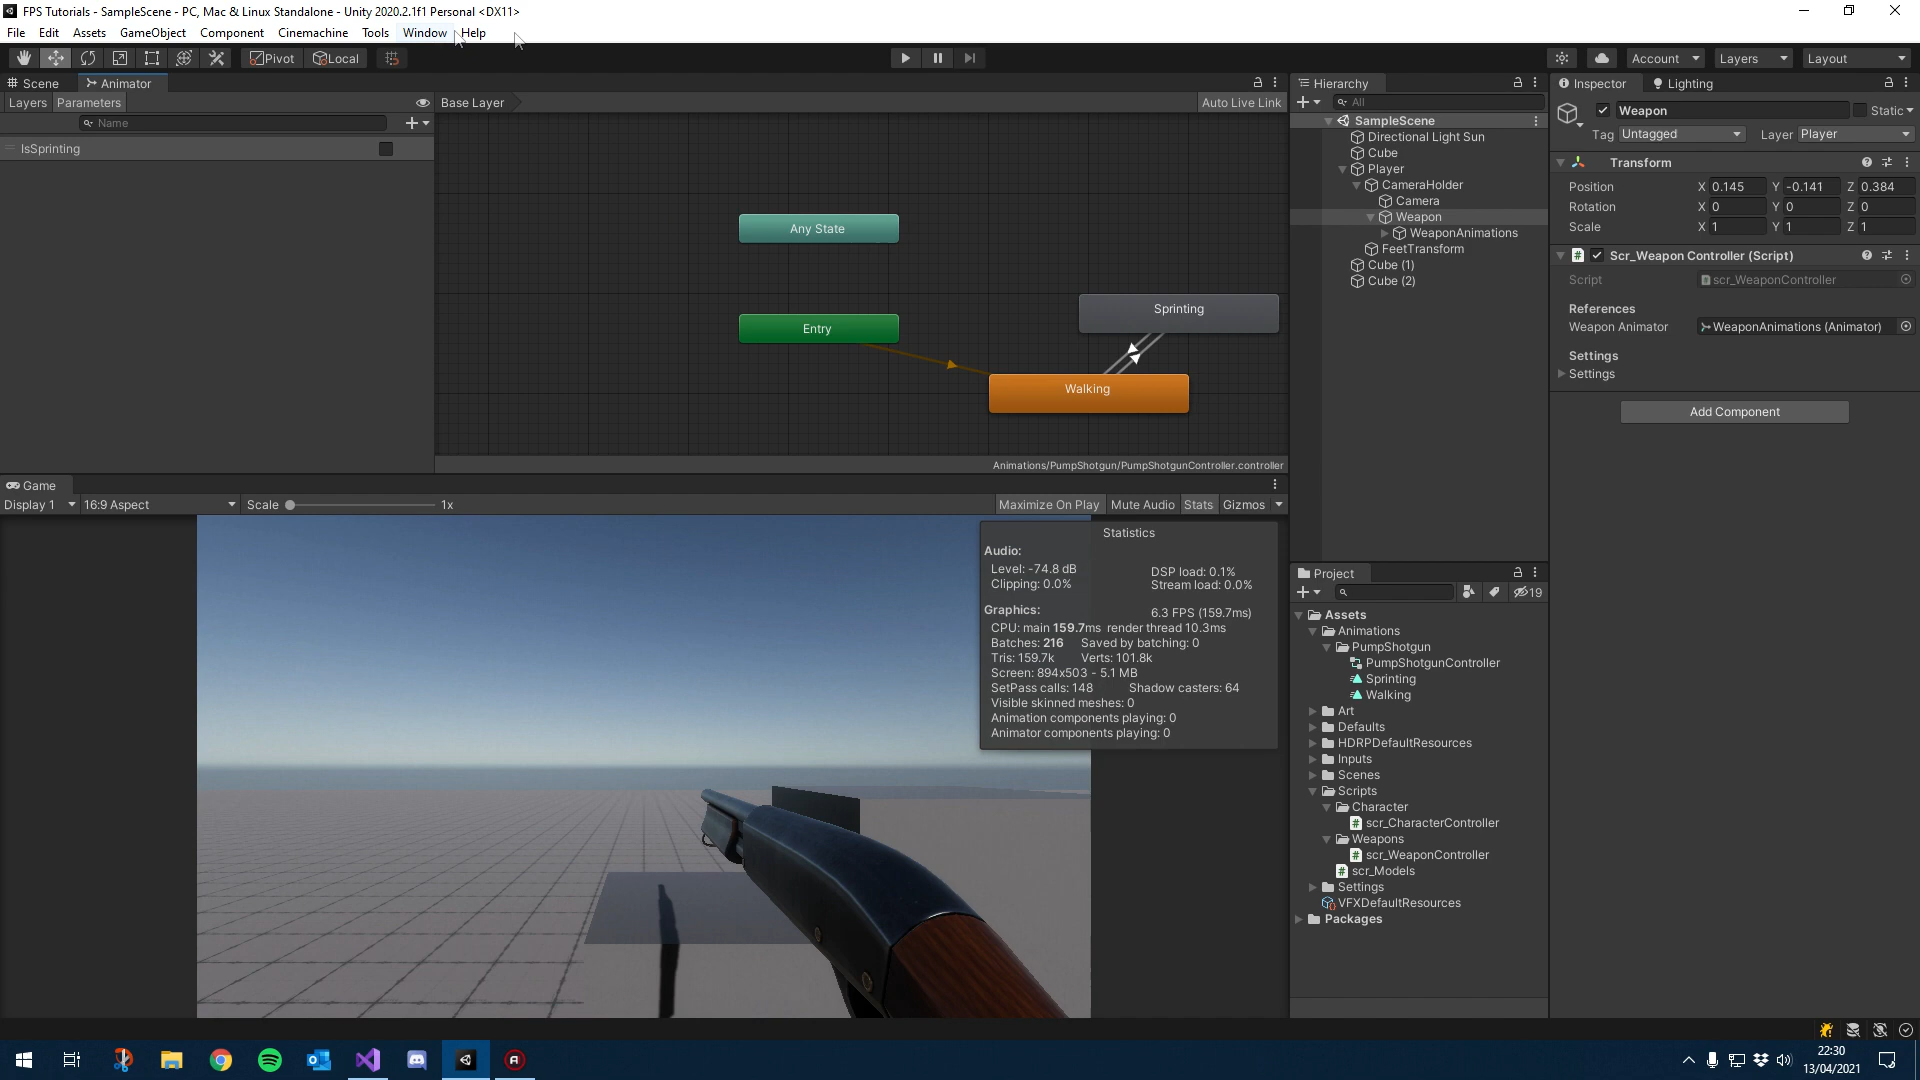 FPS Tutorials - SampleScene - PC, Mac & Linux Standalone - Unity 2020.2.1f1 Personal <DX11>
File Edit Assets GameObject Component Cinemachine Tools Window Help
Pivot Local Account Layers Layout
Scene Animator
Layers Parameters Base Layer Auto Live Link
Name
IsSprinting
Any State
Entry
Sprinting
Walking
Animations/PumpShotgun/PumpShotgunController.controller
Game
Display 1 16:9 Aspect Scale 1x Maximize On Play Mute Audio Stats Gizmos
Statistics
Audio:
Level: -74.8 dB DSP load: 0.1%
Clipping: 0.0% Stream load: 0.0%
Graphics: 6.3 FPS (159.7ms)
CPU: main 159.7ms render thread 10.3ms
Batches: 216 Saved by batching: 0
Tris: 159.7k Verts: 101.8k
Screen: 894x503 - 5.1 MB
SetPass calls: 148 Shadow casters: 64
Visible skinned meshes: 0
Animation components playing: 0
Animator components playing: 0
Hierarchy
All
SampleScene
Directional Light Sun
Cube
Player
CameraHolder
Camera
Weapon
WeaponAnimations
FeetTransform
Cube (1)
Cube (2)
Project
19
Assets
Animations
PumpShotgun
PumpShotgunController
Sprinting
Walking
Art
Defaults
HDRPDefaultResources
Inputs
Scenes
Scripts
Character
scr_CharacterController
Weapons
scr_WeaponController
scr_Models
Settings
VFXDefaultResources
Packages
Inspector Lighting
Weapon Static
Tag Untagged Layer Player
Transform
Position X 0.145 Y -0.141 Z 0.384
Rotation X 0 Y 0 Z 0
Scale X 1 Y 1 Z 1
Scr_Weapon Controller (Script)
Script scr_WeaponController
References
Weapon Animator WeaponAnimations (Animator)
Settings
Settings
Add Component
22:30
13/04/2021